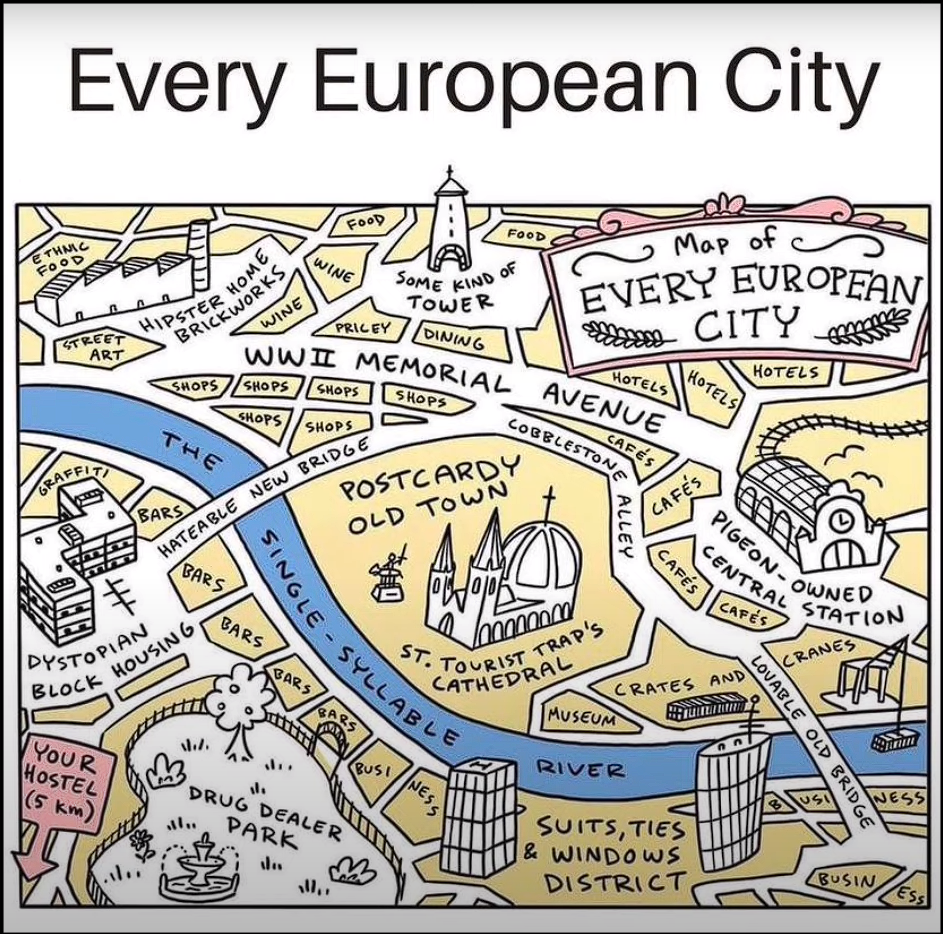 Every European City
Map of
EVERY EUROPEAN
CITY
FOOD
FOOD
ETHNIC
FOOD
HIPSTER HOME
BRICKWORKS
WINE
WINE
SOME KIND OF
TOWER
STREET
ART
PRICEY
DINING
WWII MEMORIAL AVENUE
HOTELS
HOTELS
HOTELS
SHOPS
SHOPS
SHOPS
SHOPS
SHOPS
SHOPS
THE SINGLE-SYLLABLE RIVER
HATEABLE NEW BRIDGE
COBBLESTONE ALLEY
CAFÉS
CAFÉS
CAFÉS
CAFÉS
POSTCARDY
OLD TOWN
GRAFFITI
BARS
BARS
BARS
BARS
BARS
PIGEON-OWNED
CENTRAL STATION
DYSTOPIAN
BLOCK HOUSING
ST. TOURIST TRAP'S
CATHEDRAL
CRATES AND
CRANES
LOVABLE OLD BRIDGE
MUSEUM
YOUR
HOSTEL
(5 KM)
DRUG DEALER
PARK
BUSI
NESS
H
SUITS, TIES
& WINDOWS
DISTRICT
B
USI
NESS
BUSIN
ESS